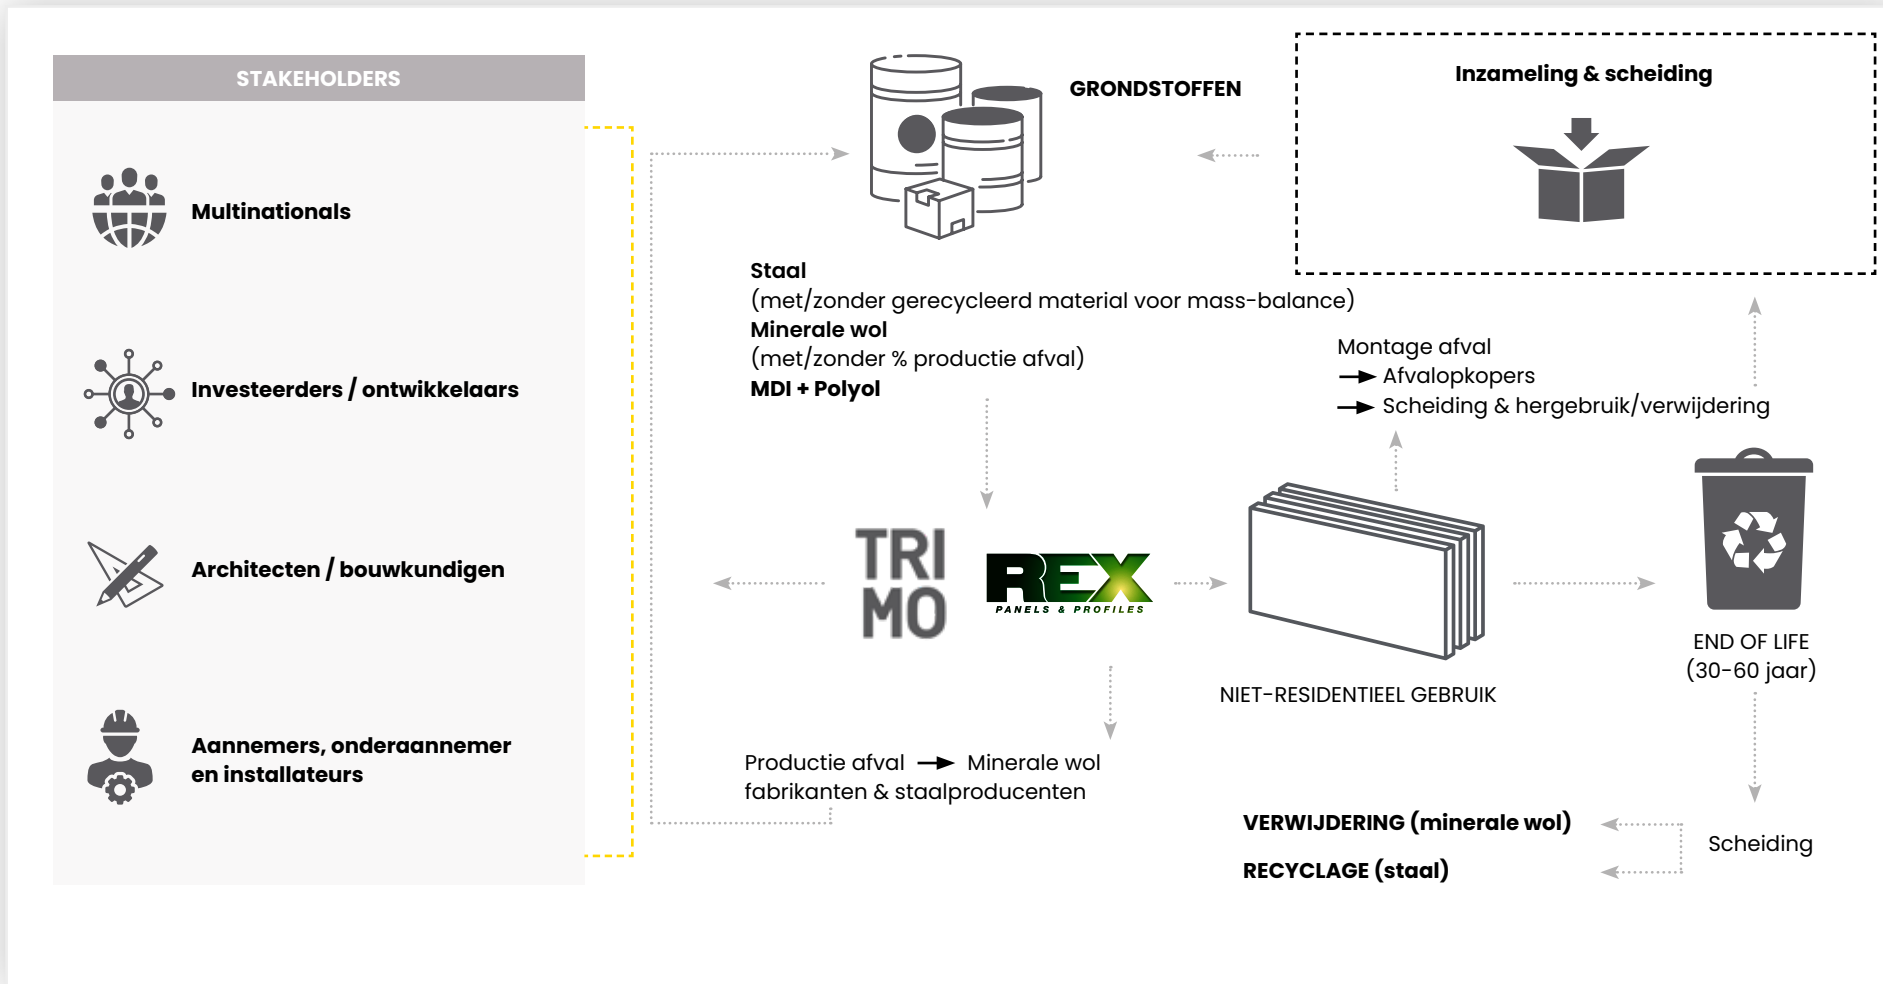 STAKEHOLDERS
Multinationals
Investeerders / ontwikkelaars
Architecten / bouwkundigen
Aannemers, onderaannemer
en installateurs
GRONDSTOFFEN
Staal
(met/zonder gerecycleerd material voor mass-balance)
Minerale wol
(met/zonder % productie afval)
MDI + Polyol
Inzameling & scheiding
Montage afval
Afvalopkopers
Scheiding & hergebruik/verwijdering
TRI
MO
REX
PANELS & PROFILES
NIET-RESIDENTIEEL GEBRUIK
END OF LIFE
(30-60 jaar)
Productie afval → Minerale wol
fabrikanten & staalproducenten
VERWIJDERING (minerale wol)
RECYCLAGE (staal)
Scheiding